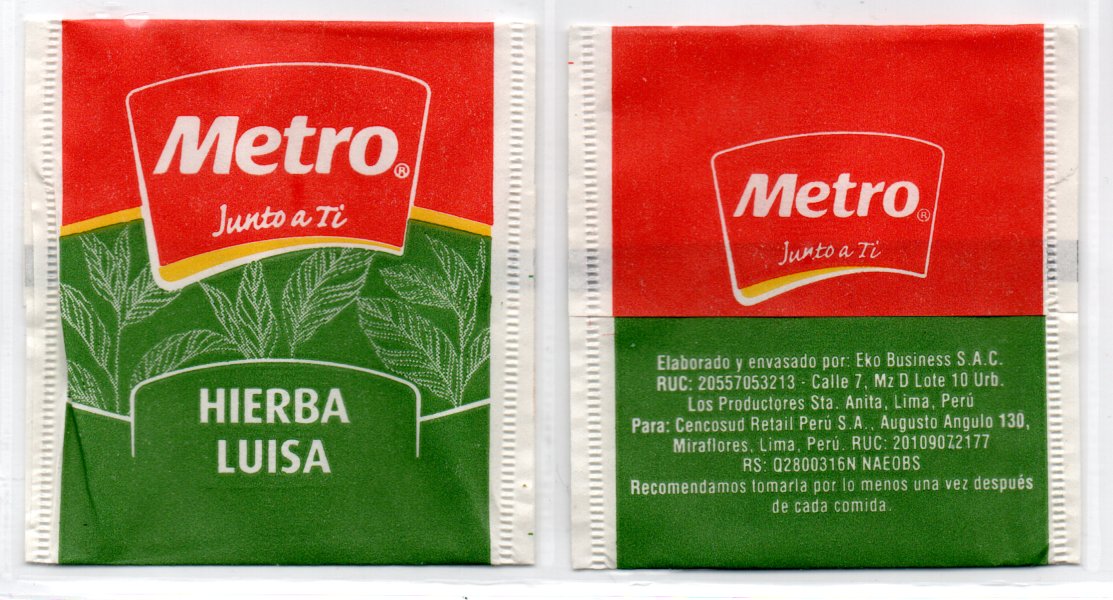 Metro®
Junto a Ti
HIERBA
LUISA
Metro®
Junto a Ti
Elaborado y envasado por: Eko Business S.A.C.
RUC: 20557053213 - Calle 7, Mz D Lote 10 Urb.
Los Productores Sta. Anita, Lima, Perú
Para: Cencosud Retail Perú S.A., Augusto Angulo 130,
Miraflores, Lima, Perú. RUC: 20109072177
RS: Q2800316N NAEOBS
Recomendamos tomarla por lo menos una vez después
de cada comida.